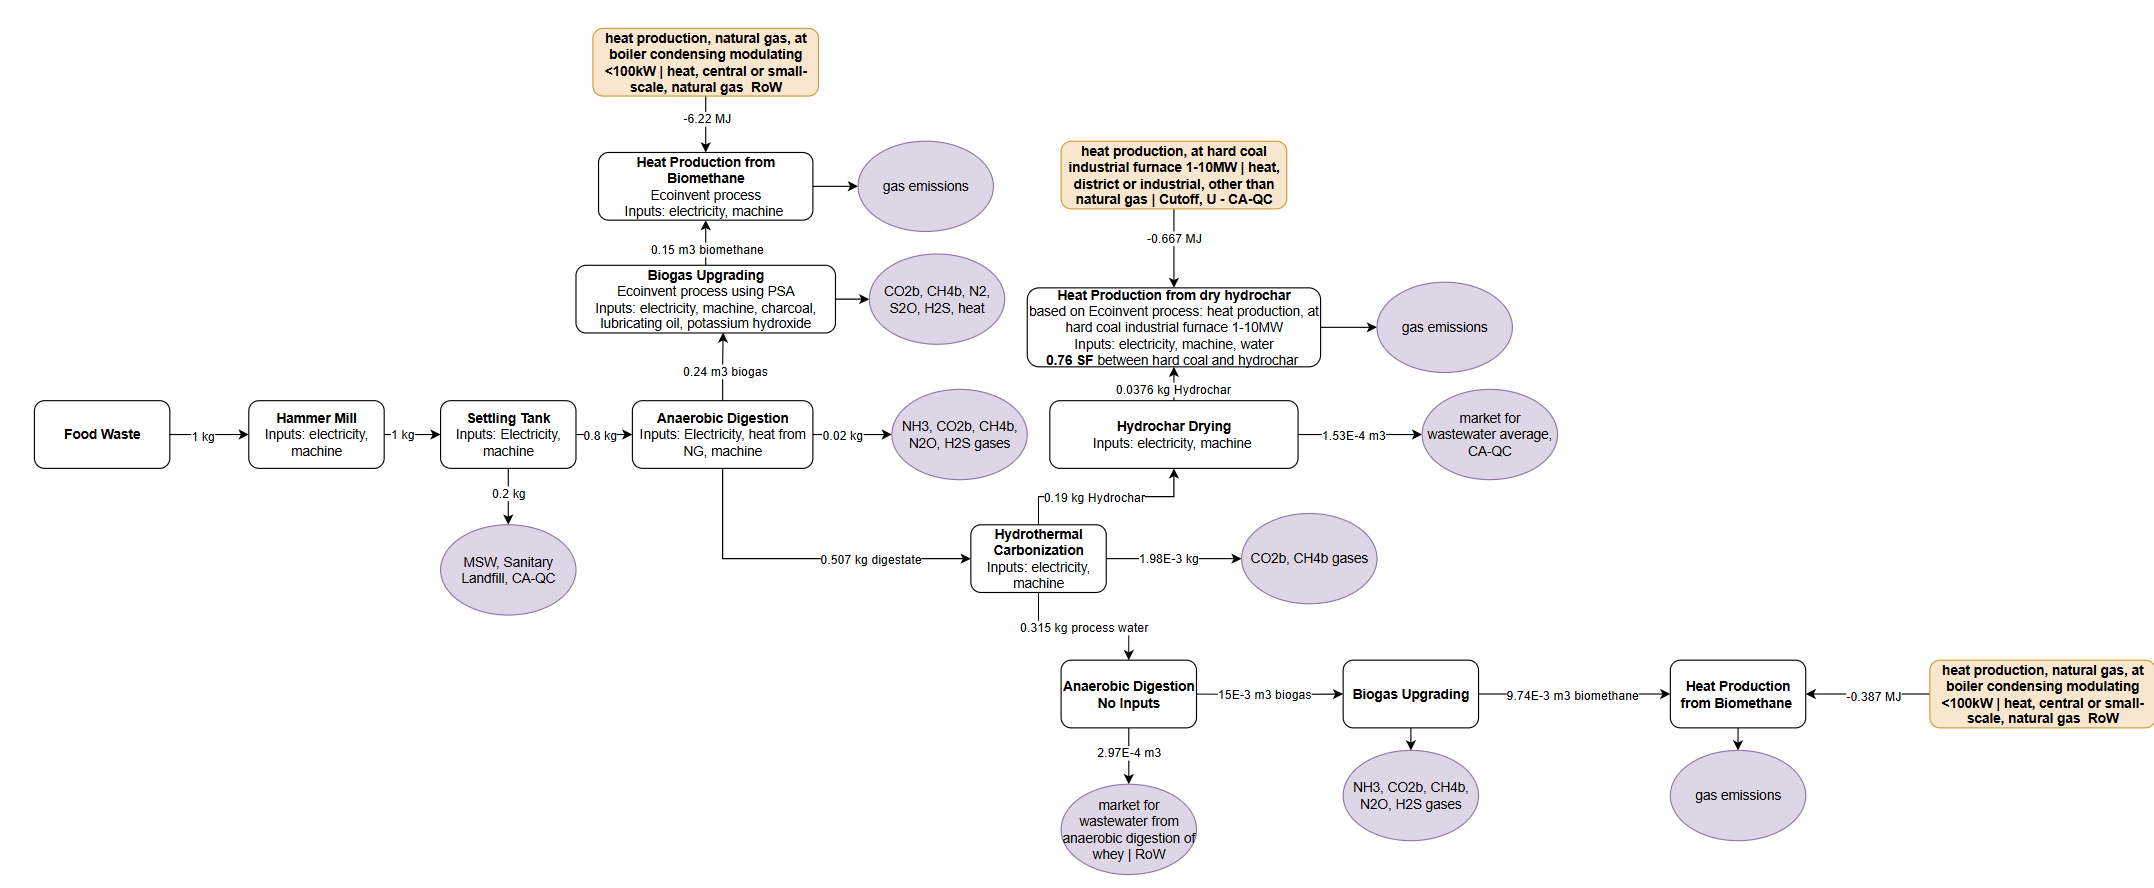 heat production, natural gas, at
boiler condensing modulating
<100kW | heat, central or small-
scale, natural gas  RoW
-6.22 MJ
Heat Production from
Biomethane
Ecoinvent process
Inputs: electricity, machine
gas emissions
0.15 m3 biomethane
Biogas Upgrading
Ecoinvent process using PSA
Inputs: electricity, machine, charcoal,
lubricating oil, potassium hydroxide
CO2b, CH4b, N2,
S2O, H2S, heat
0.24 m3 biogas
heat production, at hard coal
industrial furnace 1-10MW | heat,
district or industrial, other than
natural gas | Cutoff, U - CA-QC
-0.667 MJ
Heat Production from dry hydrochar
based on Ecoinvent process: heat production, at
hard coal industrial furnace 1-10MW
Inputs: electricity, machine, water
0.76 SF between hard coal and hydrochar
gas emissions
0.0376 kg Hydrochar
Food Waste
1 kg
Hammer Mill
Inputs: electricity,
machine
1 kg
Settling Tank
Inputs: Electricity,
machine
0.8 kg
Anaerobic Digestion
Inputs: Electricity, heat from
NG, machine
0.02 kg
NH3, CO2b, CH4b,
N2O, H2S gases
Hydrochar Drying
Inputs: electricity, machine
1.53E-4 m3
market for
wastewater average,
CA-QC
0.2 kg
MSW, Sanitary
Landfill, CA-QC
0.19 kg Hydrochar
0.507 kg digestate
Hydrothermal
Carbonization
Inputs: electricity,
machine
1.98E-3 kg
CO2b, CH4b gases
0.315 kg process water
Anaerobic Digestion
No Inputs
15E-3 m3 biogas
Biogas Upgrading
9.74E-3 m3 biomethane
Heat Production
from Biomethane
-0.387 MJ
heat production, natural gas, at
boiler condensing modulating
<100kW | heat, central or small-
scale, natural gas  RoW
2.97E-4 m3
market for
wastewater from
anaerobic digestion of
whey | RoW
NH3, CO2b, CH4b,
N2O, H2S gases
gas emissions